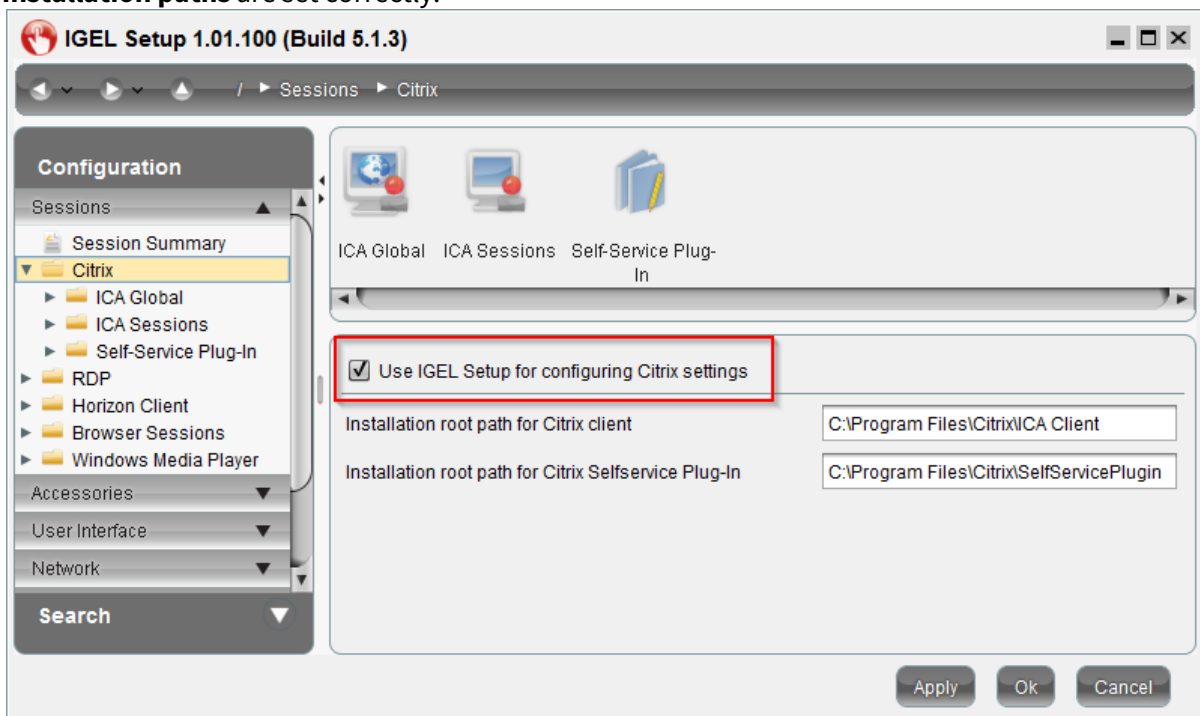 installation paths are set correctly.
IGEL Setup 1.01.100 (Build 5.1.3)
/ Sessions Citrix
Configuration
Sessions
Session Summary
Citrix
ICA Global
ICA Sessions
Self-Service Plug-In
RDP
Horizon Client
Browser Sessions
Windows Media Player
Accessories
User Interface
Network
Search
ICA Global ICA Sessions Self-Service Plug-
In
Use IGEL Setup for configuring Citrix settings
Installation root path for Citrix client C:\Program Files\Citrix\ICA Client
Installation root path for Citrix Selfservice Plug-In C:\Program Files\Citrix\SelfServicePlugin
Apply Ok Cancel